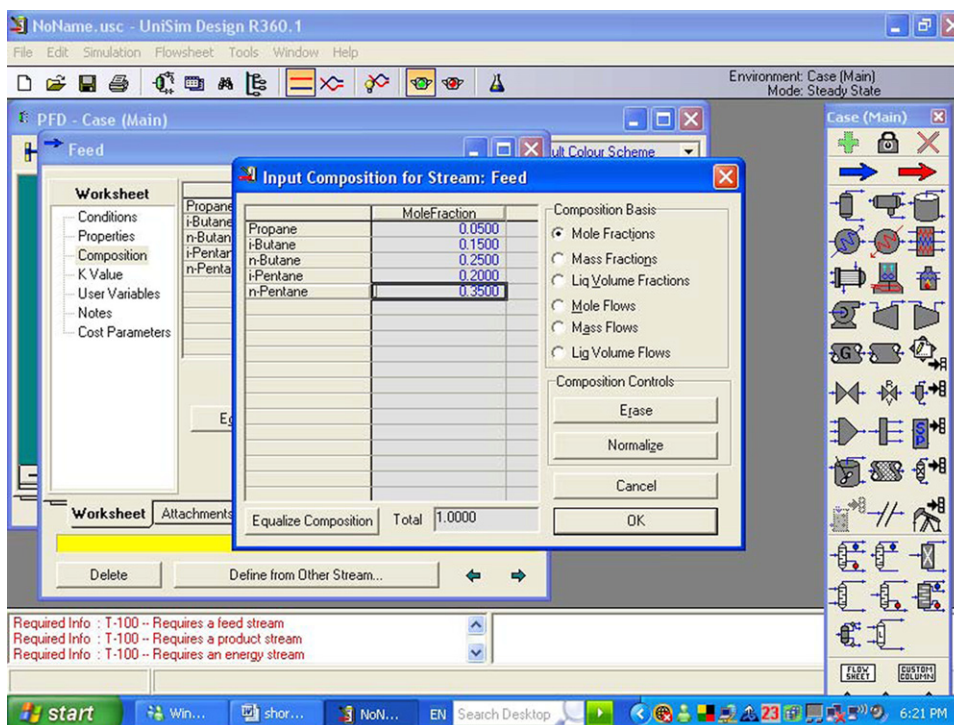 NoName.usc - UniSim Design R360.1
File Edit Simulation Flowsheet Tools Window Help
Environment: Case (Main)
Mode: Steady State
PFD - Case (Main)
Case (Main)
Feed
ult Colour Scheme
Worksheet
Conditions
Properties
Composition
K Value
User Variables
Notes
Cost Parameters
Propane
i-Butane
n-Butan
i-Pentar
n-Penta
Input Composition for Stream: Feed
MoleFraction
Propane 0.0500
i-Butane 0.1500
n-Butane 0.2500
i-Pentane 0.2000
n-Pentane 0.3500
Composition Basis
Mole Fractions
Mass Fractions
Liq Volume Fractions
Mole Flows
Mass Flows
Liq Volume Flows
Composition Controls
Erase
Normalize
Cancel
OK
Equalize Composition Total 1.0000
Worksheet Attachments
Delete Define from Other Stream...
Required Info : T-100 -- Requires a feed stream
Required Info : T-100 -- Requires a product stream
Required Info : T-100 -- Requires an energy stream
FLOW SHEET
CUSTOM COLUMN
start Win... shor... NoN... EN Search Desktop 23 6:21 PM